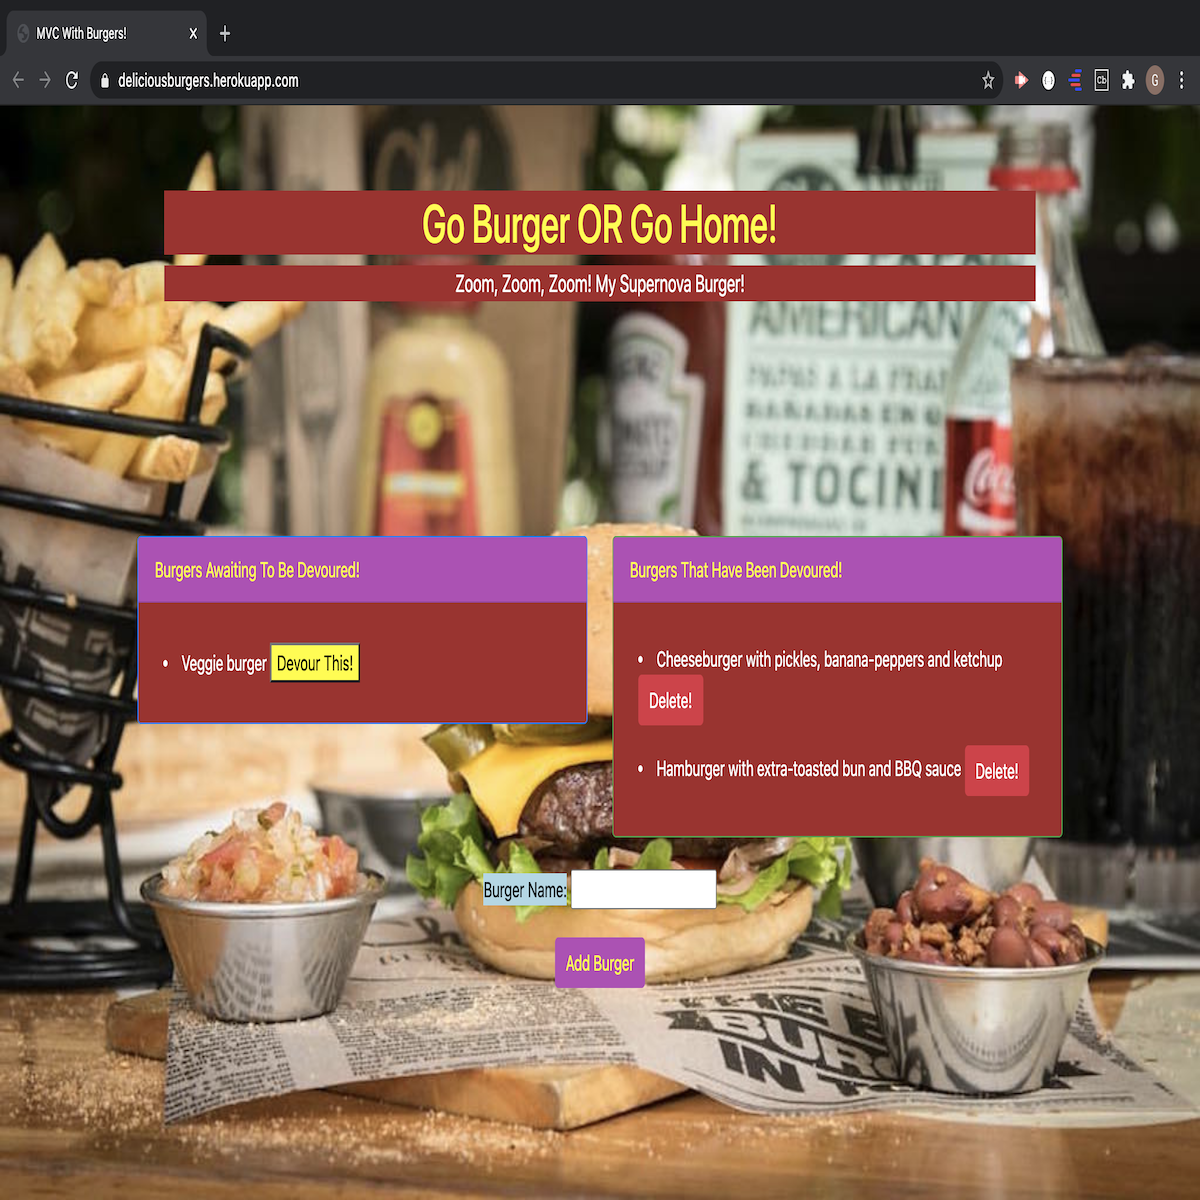 MVC With Burgers!
deliciousburgers.herokuapp.com
G
Go Burger OR Go Home!
Zoom, Zoom, Zoom! My Supernova Burger!
AMERICAN
PAPAS A LA
& TOCINI
Burgers Awaiting To Be Devoured!
Veggie burger Devour This!
Burgers That Have Been Devoured!
Cheeseburger with pickles, banana-peppers and ketchup
Delete!
Hamburger with extra-toasted bun and BBQ sauce Delete!
Burger Name:
Add Burger